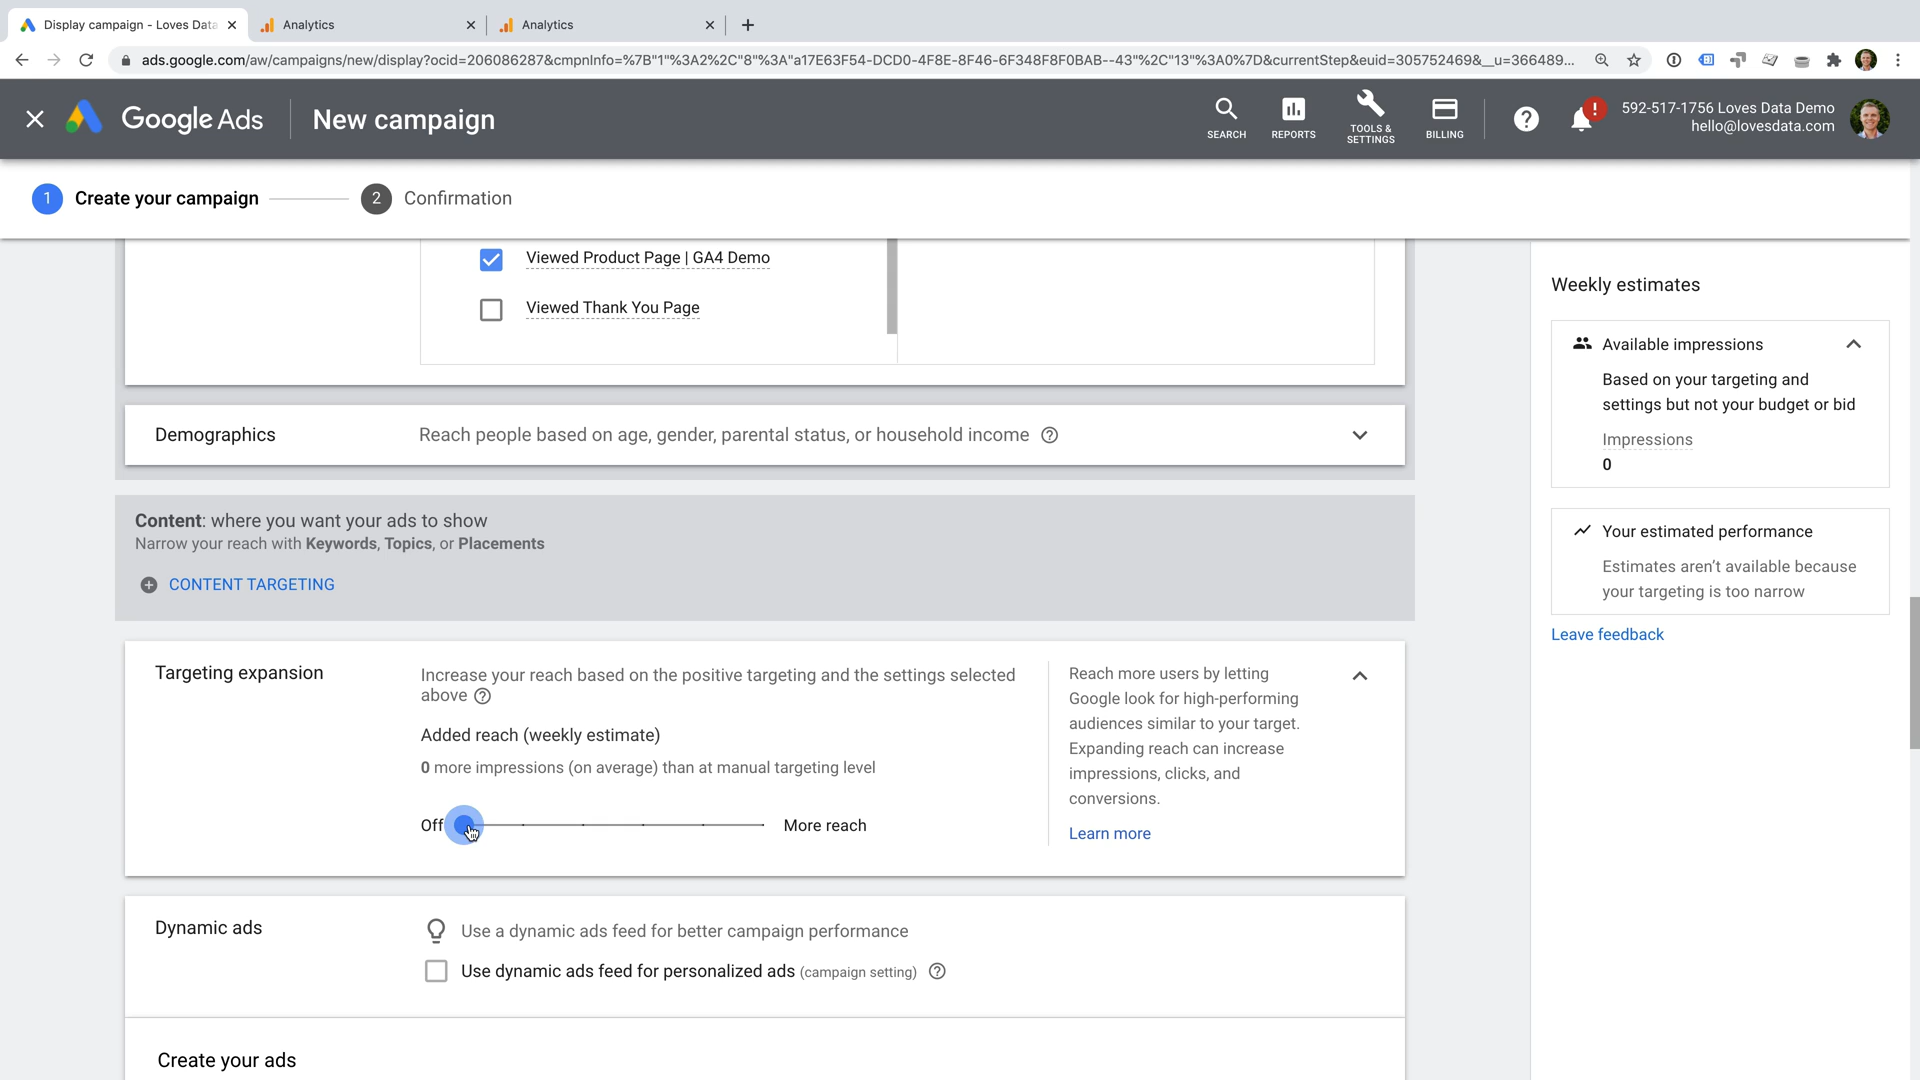 Display campaign - Loves Data
Analytics
Analytics
ads.google.com/aw/campaigns/new/display?ocid=206086287&cmpnInfo=%7B"1"%3A2%2C"8"%3A"a17E63F54-DCD0-4F8E-8F46-6F348F8F0BAB--43"%2C"13"%3A0%7D&currentStep&euid=305752469&__u=366489...
Google Ads
New campaign
SEARCH
REPORTS
TOOLS &
SETTINGS
BILLING
592-517-1756 Loves Data Demo
hello@lovesdata.com
1 Create your campaign
2 Confirmation
Viewed Product Page | GA4 Demo
Viewed Thank You Page
Demographics
Reach people based on age, gender, parental status, or household income
Content: where you want your ads to show
Narrow your reach with Keywords, Topics, or Placements
CONTENT TARGETING
Targeting expansion
Increase your reach based on the positive targeting and the settings selected
above
Added reach (weekly estimate)
0 more impressions (on average) than at manual targeting level
Off
More reach
Reach more users by letting
Google look for high-performing
audiences similar to your target.
Expanding reach can increase
impressions, clicks, and
conversions.
Learn more
Dynamic ads
Use a dynamic ads feed for better campaign performance
Use dynamic ads feed for personalized ads (campaign setting)
Create your ads
Weekly estimates
Available impressions
Based on your targeting and
settings but not your budget or bid
Impressions
0
Your estimated performance
Estimates aren't available because
your targeting is too narrow
Leave feedback